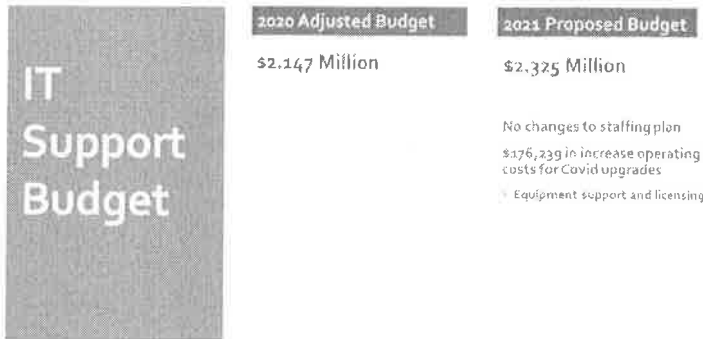 IT
Support
Budget
2020 Adjusted Budget
$2.147 Million
2021 Proposed Budget
$2.325 Million
No changes to staffing plan
$176,239 in increase operating
costs for Covid upgrades
Equipment support and licensing